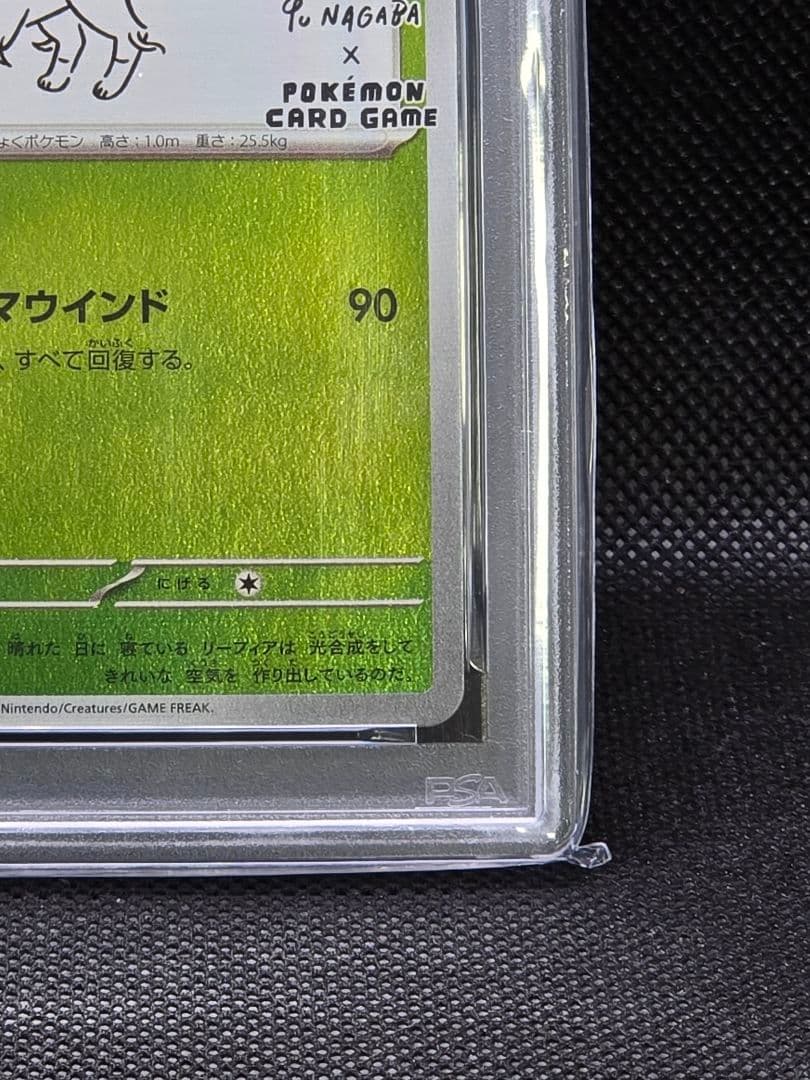 Yu NAGABA
×
POKÉMON
CARD GAME
ょくポケモン 高さ:1.0m 重さ:25.5kg
マウインド 90
かいふく
、すべて回復する。
にげる
晴れた 日に 寝ている リーフィアは 光合成をして
きれいな 空気を 作り出しているのだ。
Nintendo/Creatures/GAME FREAK.
PSA